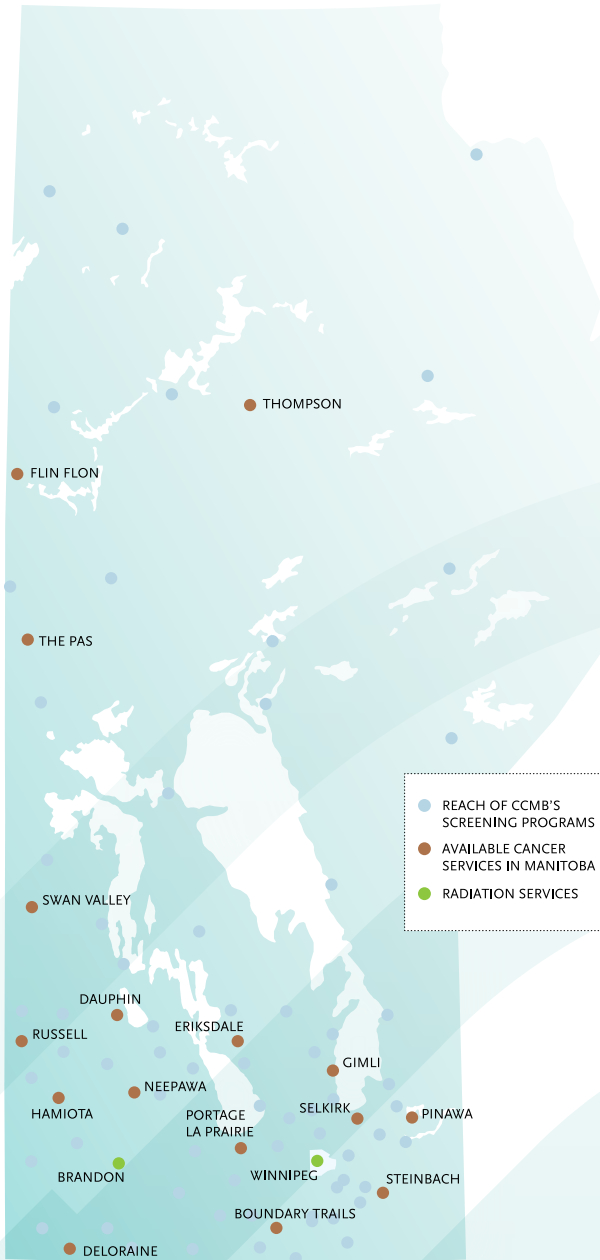 THOMPSON
FLIN FLON
THE PAS
REACH OF CCMB'S
SCREENING PROGRAMS
AVAILABLE CANCER
SERVICES IN MANITOBA
RADIATION SERVICES
SWAN VALLEY
DAUPHIN
ERIKSDALE
RUSSELL
GIMLI
NEEPAWA
HAMIOTA
PORTAGE
LA PRAIRIE
SELKIRK
PINAWA
BRANDON
WINNIPEG
STEINBACH
BOUNDARY TRAILS
DELORAINE